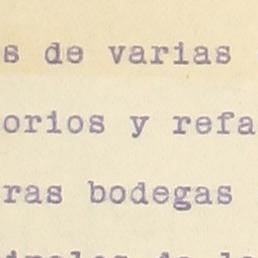 s de varias
orios y refa
ras bodegas